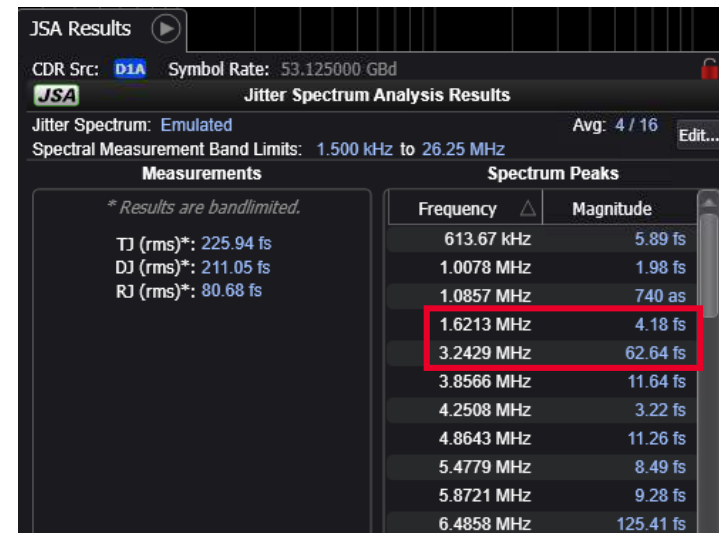 JSA Results
CDR Src: D1A Symbol Rate: 53.125000 GBd
JSA Jitter Spectrum Analysis Results
Jitter Spectrum: Emulated Avg: 4 / 16 Edit...
Spectral Measurement Band Limits: 1.500 kHz to 26.25 MHz
Measurements Spectrum Peaks
* Results are bandlimited.
TJ (rms)*: 225.94 fs
DJ (rms)*: 211.05 fs
RJ (rms)*: 80.68 fs
Frequency △ Magnitude
613.67 kHz 5.89 fs
1.0078 MHz 1.98 fs
1.0857 MHz 740 as
1.6213 MHz 4.18 fs
3.2429 MHz 62.64 fs
3.8566 MHz 11.64 fs
4.2508 MHz 3.22 fs
4.8643 MHz 11.26 fs
5.4779 MHz 8.49 fs
5.8721 MHz 9.28 fs
6.4858 MHz 125.41 fs